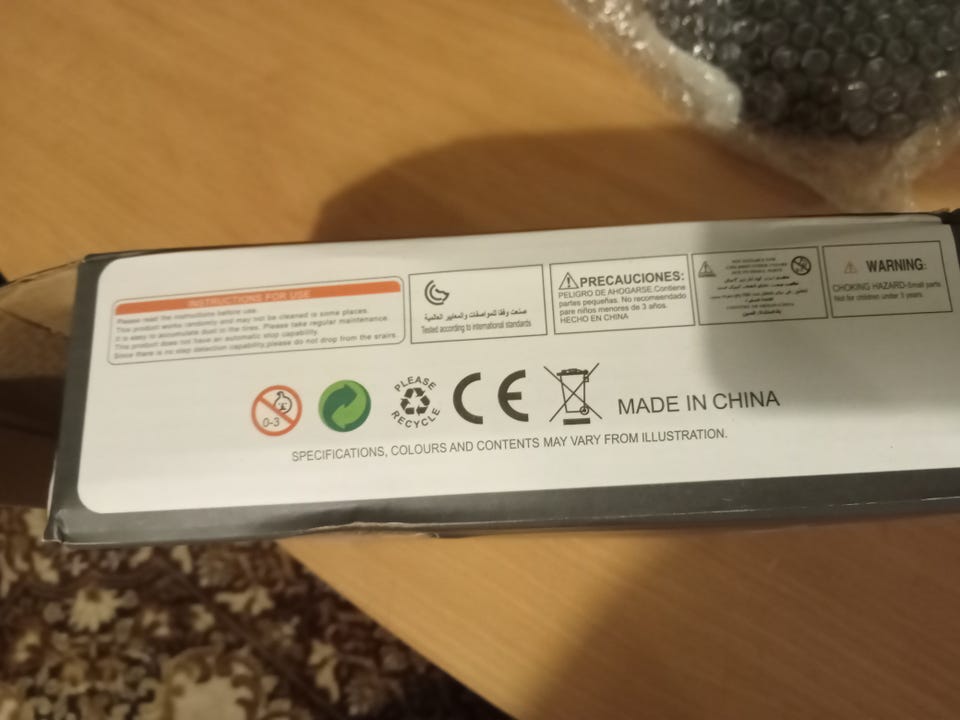 INSTRUCTIONS FOR USE
Please read the instructions before use.
This product works randomly and may not be cleaned is some places.
It is easy to accumulate dust in the tires. Please take regular maintenance.
This product does not have an automatic stop capability.
Since there is no step detection capability,please do not drop from the srairs.
صنعت وفقا للمواصفات والمعايير العالمية
Tested according to international standards
PRECAUCIONES:
PELIGRO DE AHOGARSE.Contiene
partes pequeñas. No recomendado
para niños menores de 3 años.
HECHO EN CHINA
WARNING:
CHOKING HAZARD-Small parts
Not for children under 3 years.
0-3
PLEASE
RECYCLE
CE
MADE IN CHINA
SPECIFICATIONS, COLOURS AND CONTENTS MAY VARY FROM ILLUSTRATION.